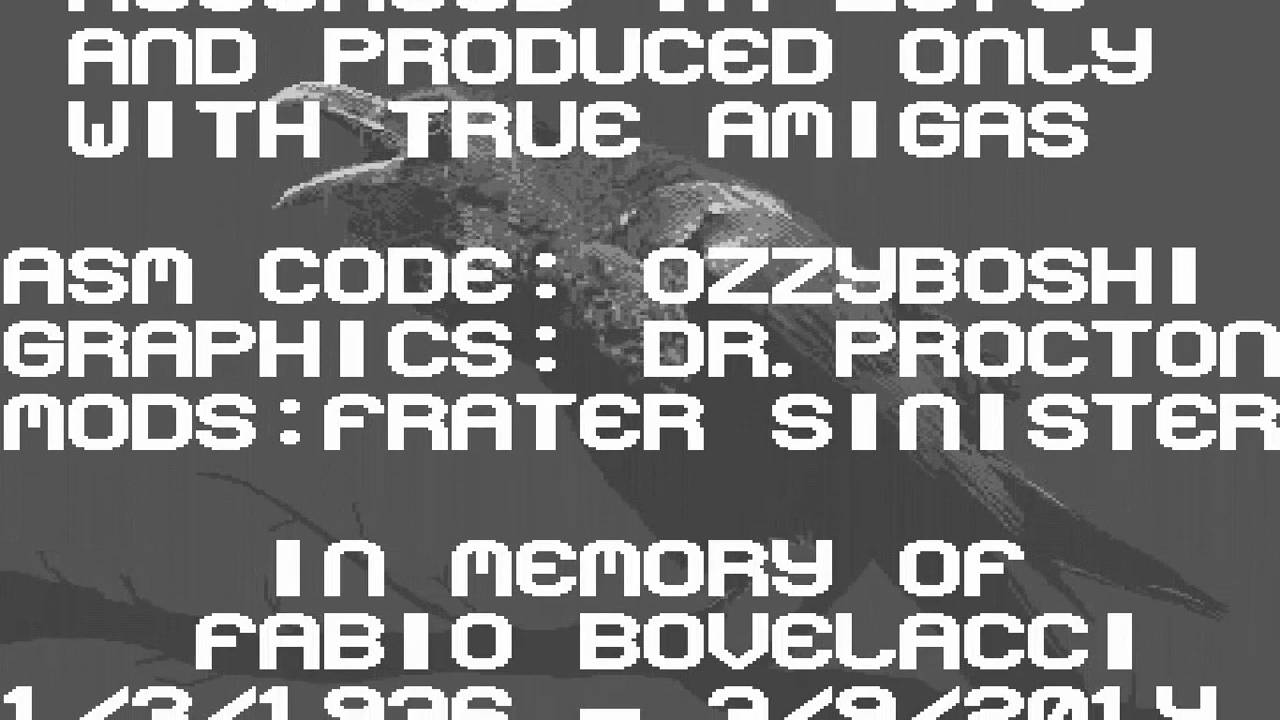 AND PRODUCED ONLY
WITH TRUE AMIGAS
ASM CODE: OZZYBOSHI
GRAPHICS: DR. PROCTON
MODS:FRATER SINISTER
IN MEMORY OF
FABIO BOVELACCI